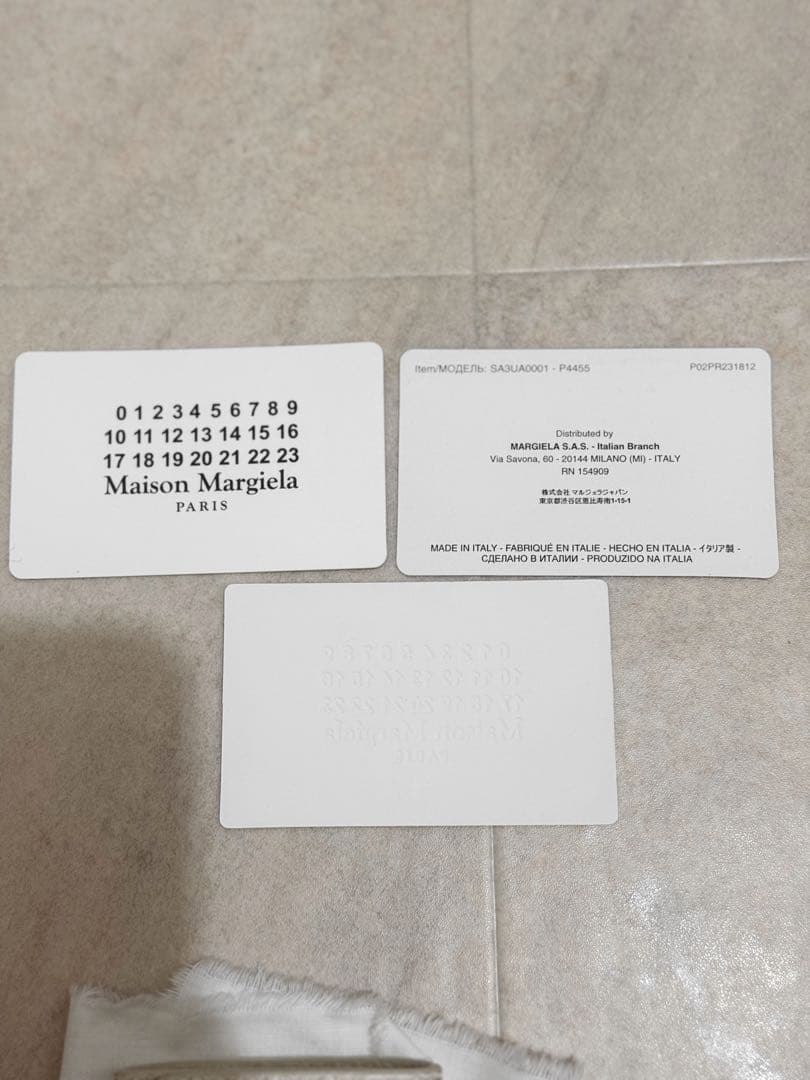 0 1 2 3 4 5 6 7 8 9
10 11 12 13 14 15 16
17 18 19 20 21 22 23
Maison Margiela
PARIS
Item/МОДЕЛЬ: SA3UA0001 - P4455
P02PR231812
Distributed by
MARGIELA S.A.S. - Italian Branch
Via Savona, 60 - 20144 MILANO (MI) - ITALY
RN 154909
株式会社 マルジェラジャパン
東京都渋谷区恵比寿南1-15-1
MADE IN ITALY - FABRIQUÉ EN ITALIE - HECHO EN ITALIA - イタリア製 -
СДЕЛАНО В ИТАЛИИ - PRODUZIDO NA ITALIA